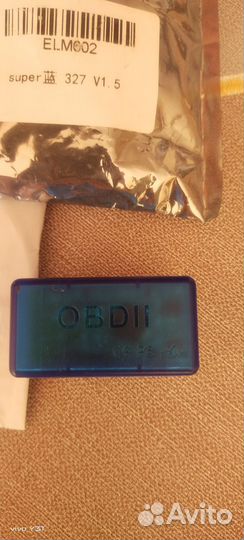 ELM002
super蓝 327 V1.5
OBDII
vivo Y31
Avito